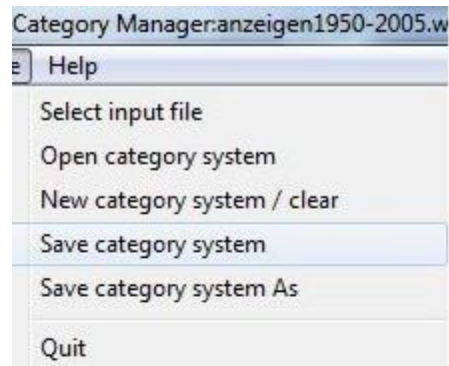 Category Manager:anzeigen1950-2005.w
e Help
Select input file
Open category system
New category system / clear
Save category system
Save category system As
Quit